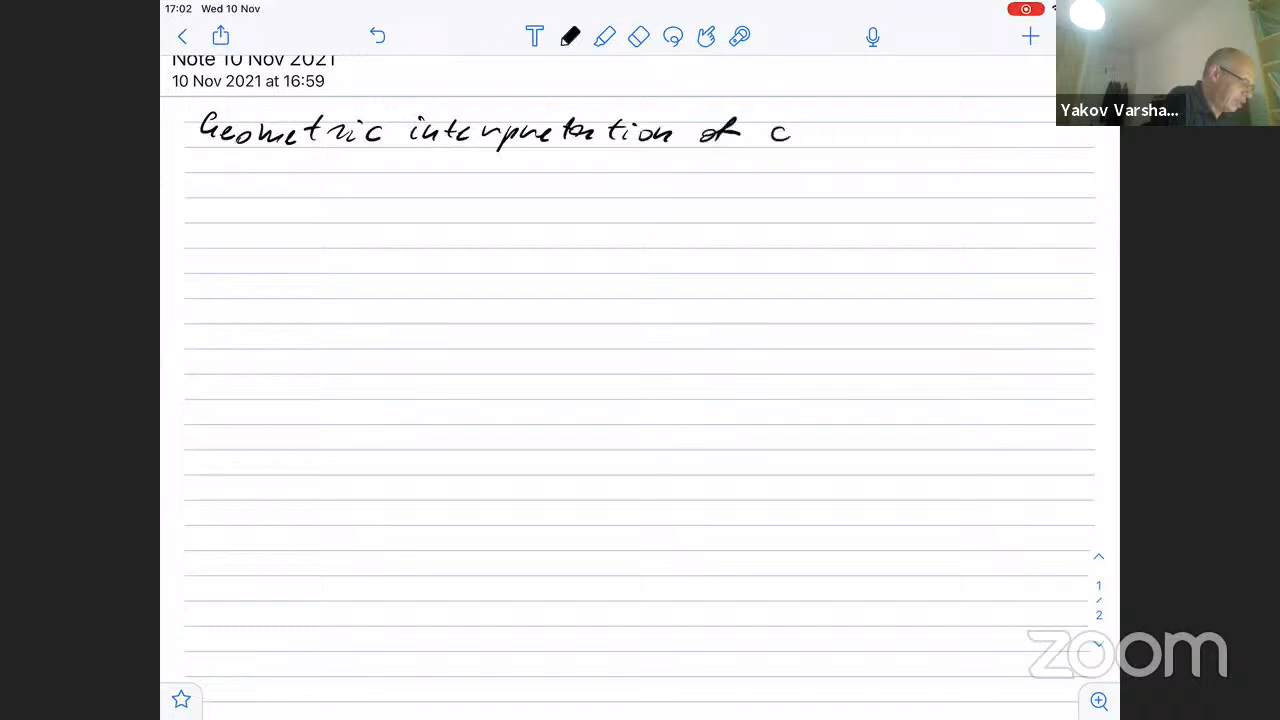 17:02 Wed 10 Nov
T
Note 10 Nov 2021
10 Nov 2021 at 16:59
Geometric interpretation of c
Yakov Varsha...
1
/
2
zoom